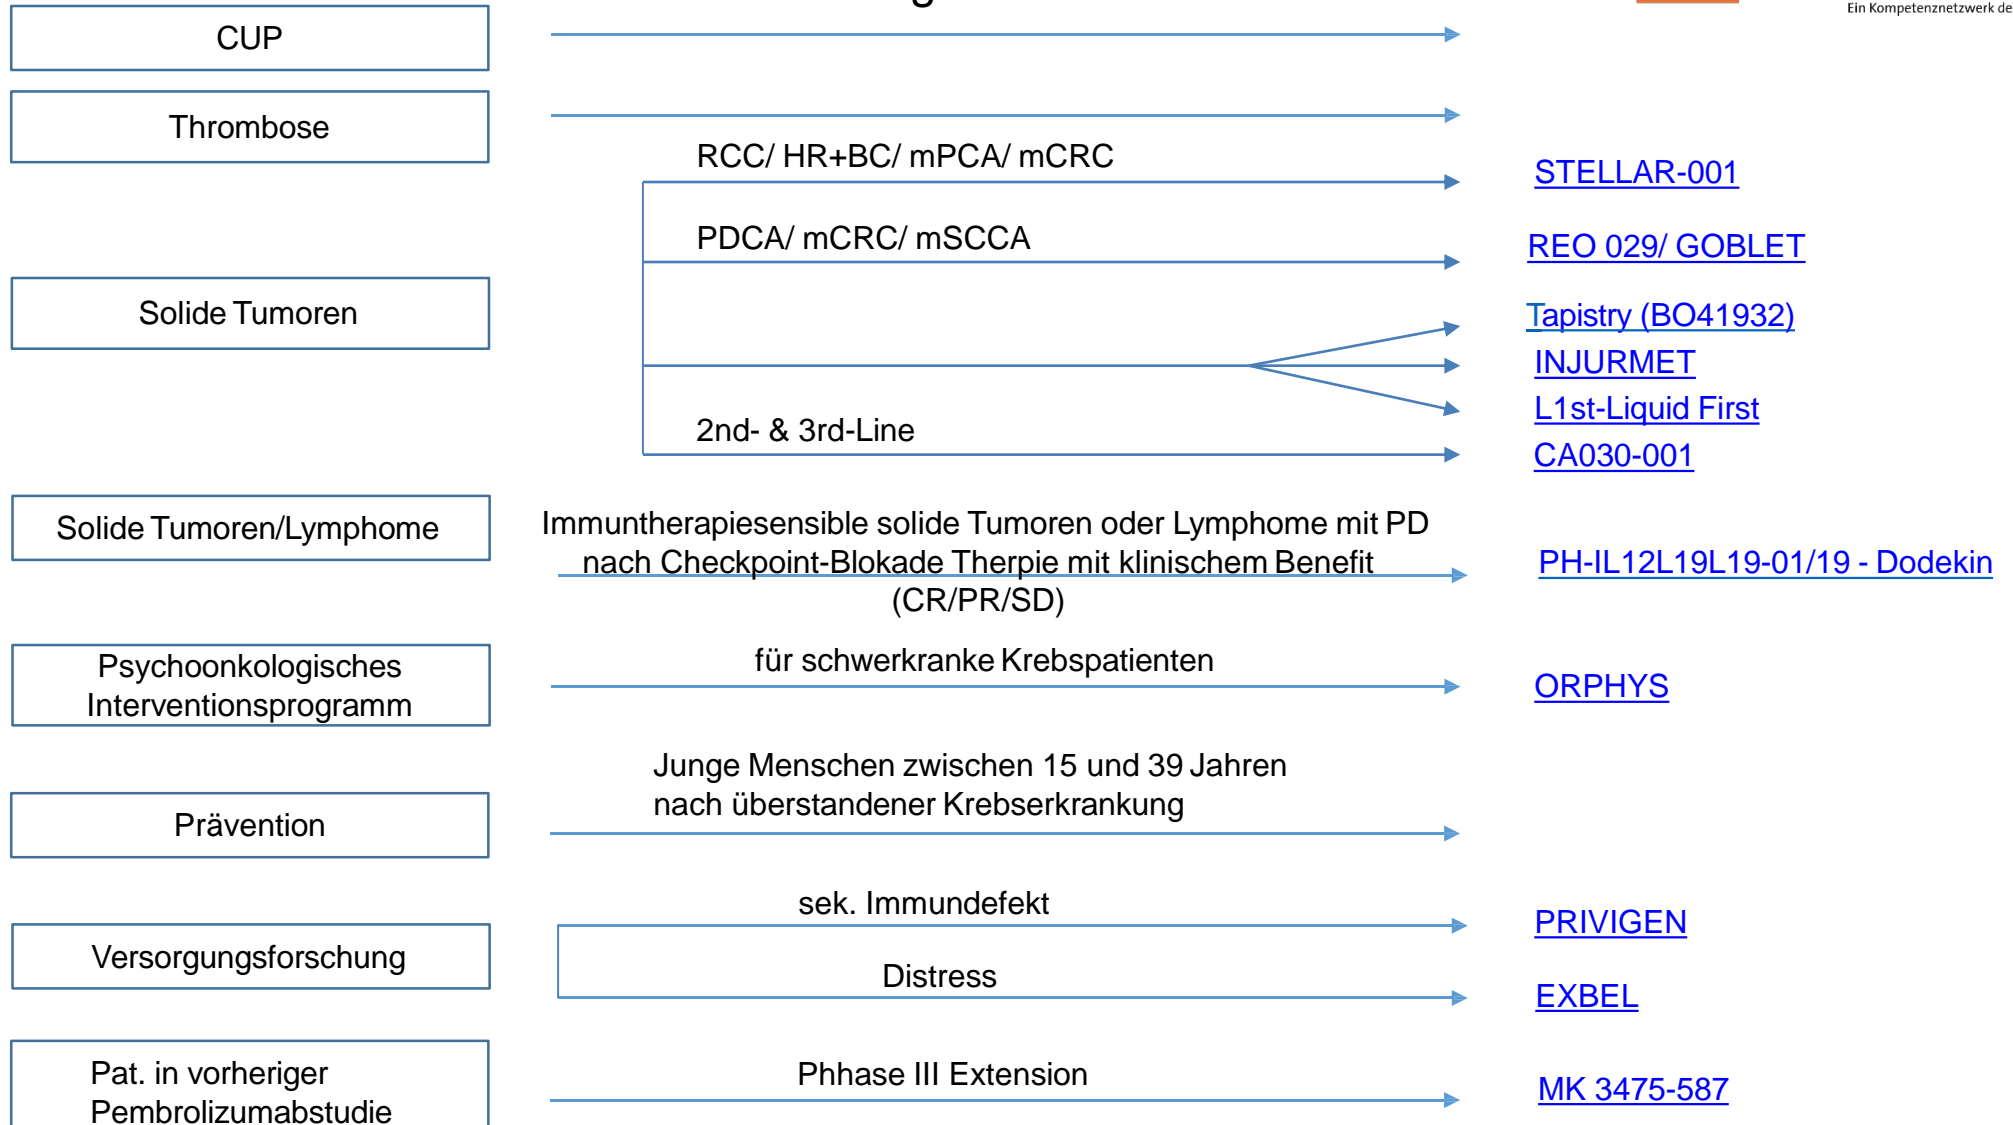 Ein Kompetenznetzwerk de
CUP
Thrombose
RCC/ HR+BC/ mPCA/ mCRC
STELLAR-001
PDCA/ mCRC/ mSCCA
REO 029/ GOBLET
Solide Tumoren
Tapistry (BO41932)
INJURMET
L1st-Liquid First
2nd- & 3rd-Line
CA030-001
Solide Tumoren/Lymphome
Immuntherapiesensible solide Tumoren oder Lymphome mit PD
nach Checkpoint-Blokade Therpie mit klinischem Benefit
(CR/PR/SD)
PH-IL12L19L19-01/19 - Dodekin
Psychoonkologisches
Interventionsprogramm
für schwerkranke Krebspatienten
ORPHYS
Junge Menschen zwischen 15 und 39 Jahren
nach überstandener Krebserkrankung
Prävention
sek. Immundefekt
PRIVIGEN
Versorgungsforschung
Distress
EXBEL
Pat. in vorheriger
Pembrolizumabstudie
Phhase III Extension
MK 3475-587